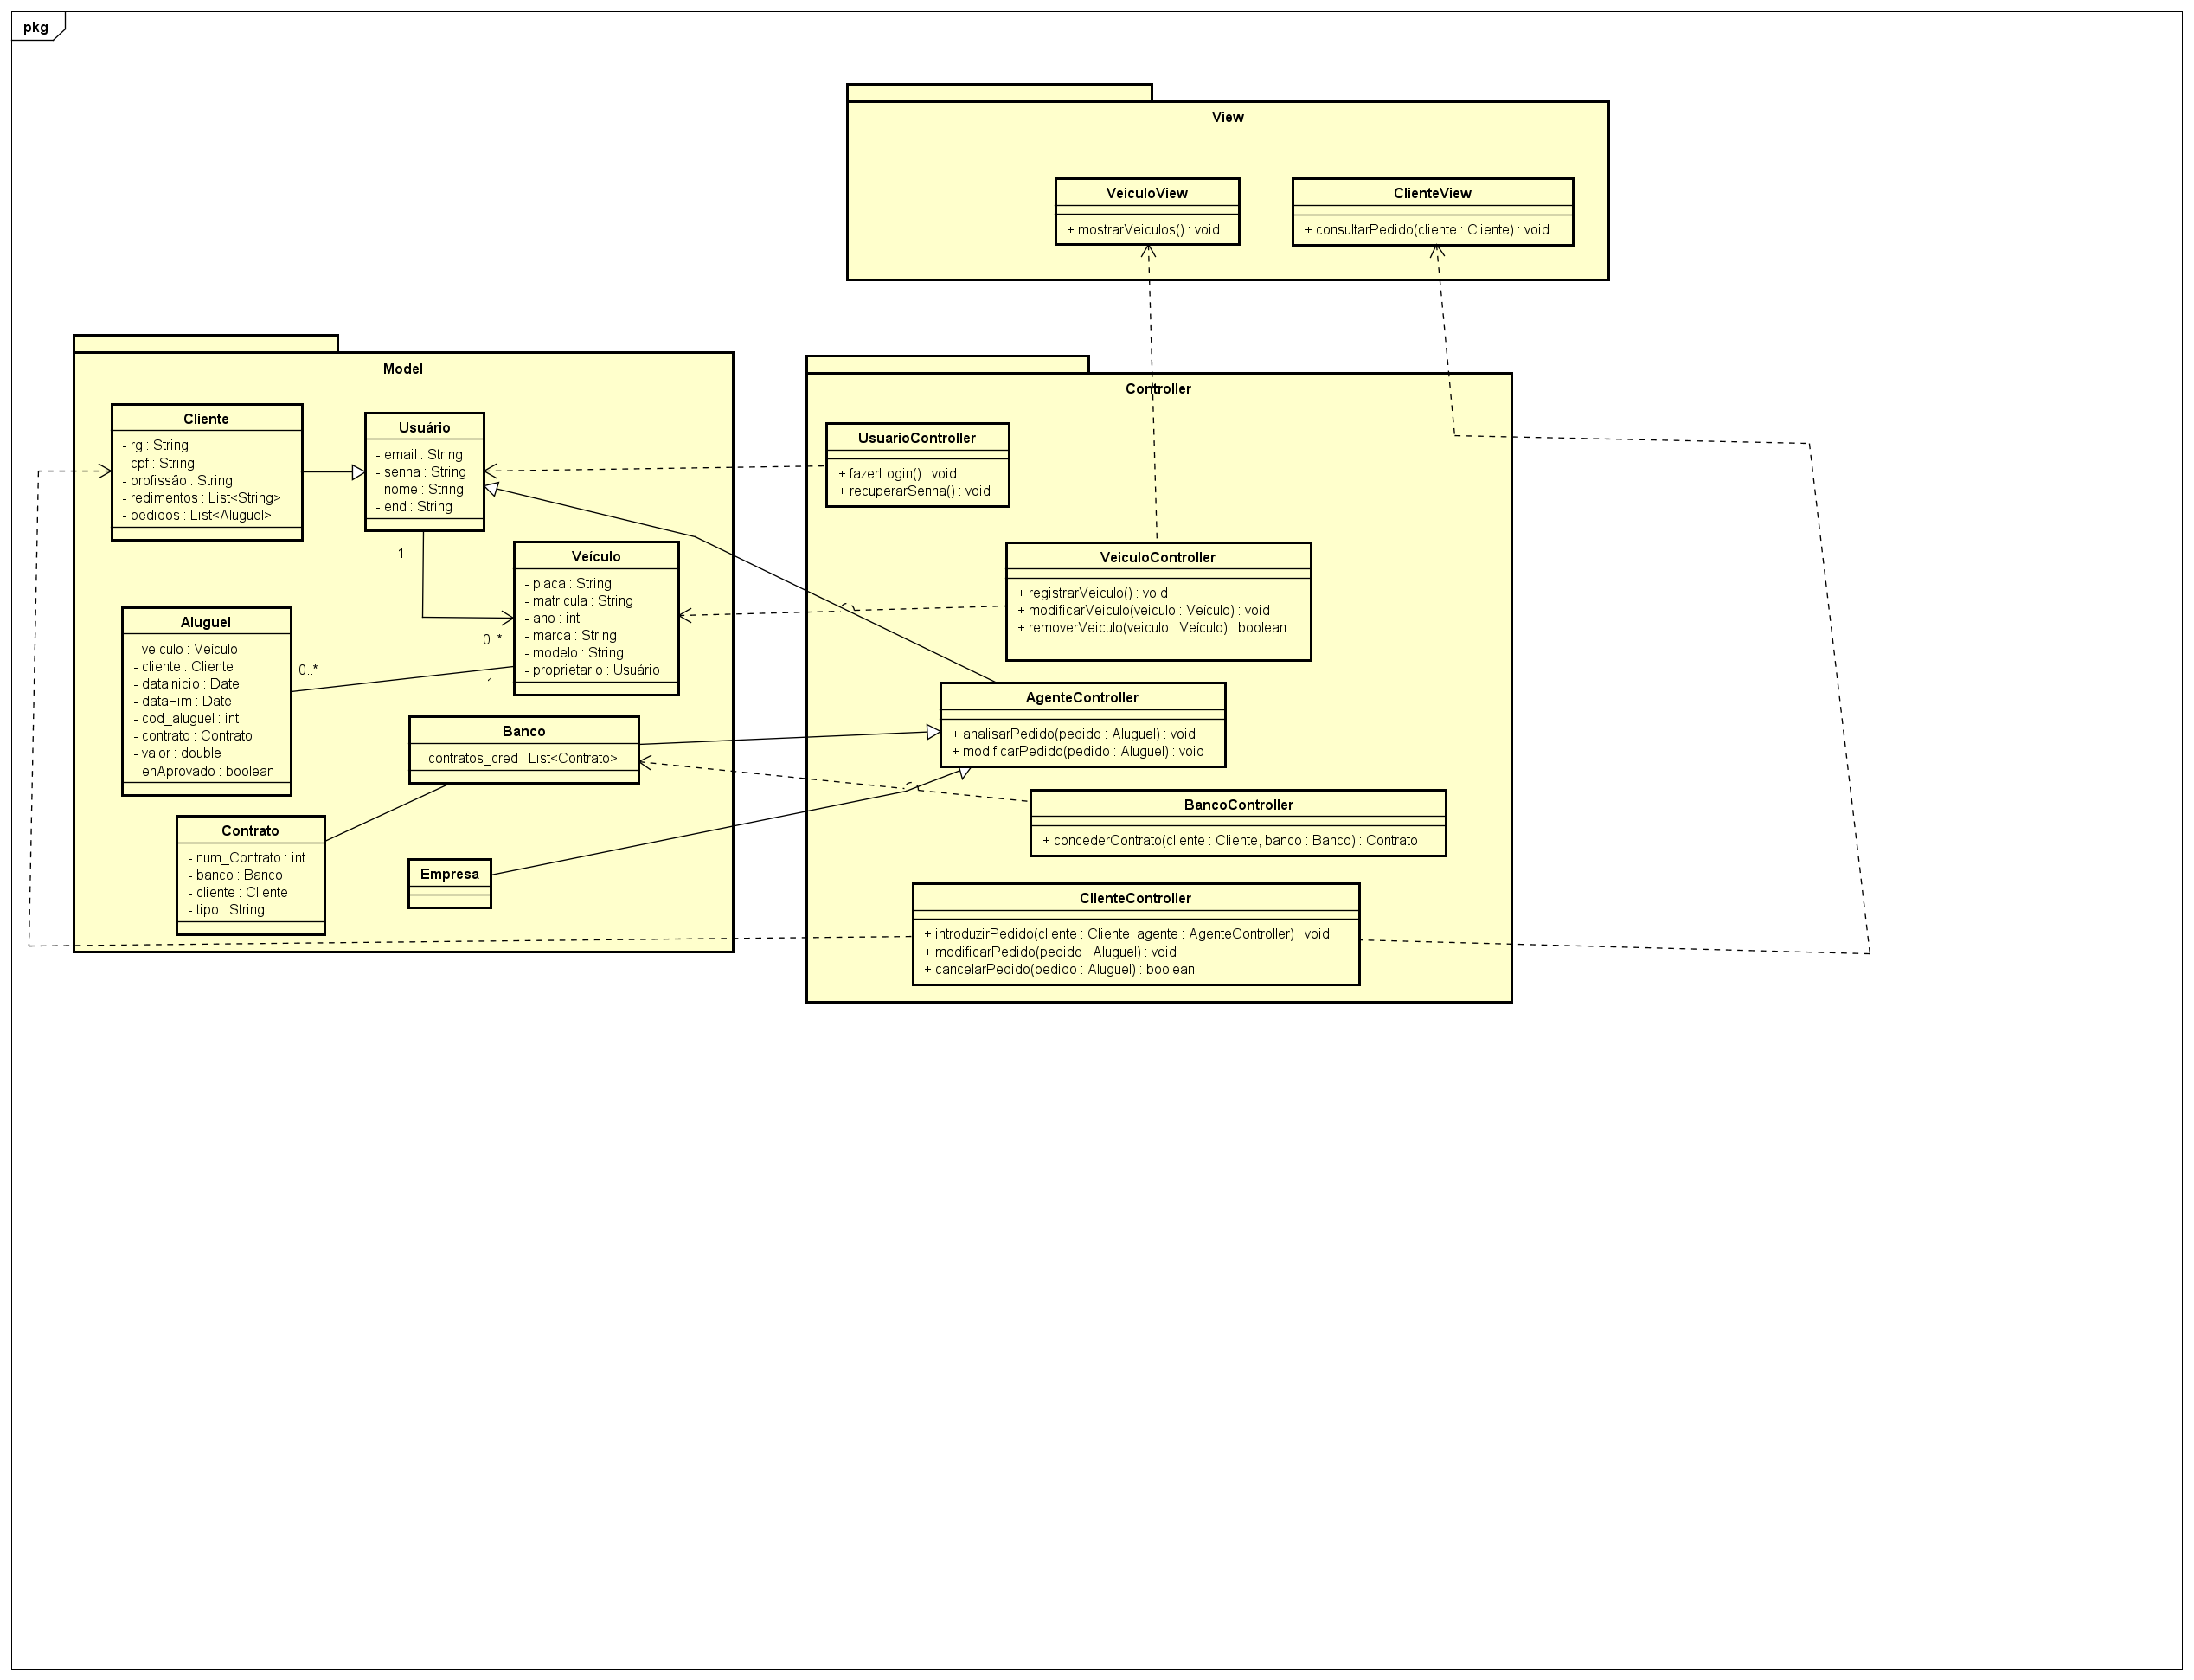 pkg
View
VeiculoView
+ mostrarVeiculos() : void
ClienteView
+ consultarPedido(cliente : Cliente) : void
Model
Cliente
- rg : String
- cpf : String
- profissão : String
- redimentos : List<String>
- pedidos : List<Aluguel>
Usuário
- email : String
- senha : String
- nome : String
- end : String
1
0..*
Veículo
- placa : String
- matricula : String
- ano : int
- marca : String
- modelo : String
- proprietario : Usuário
Aluguel
- veiculo : Veículo
- cliente : Cliente
- dataInicio : Date
- dataFim : Date
- cod_aluguel : int
- contrato : Contrato
- valor : double
- ehAprovado : boolean
0..*
1
Banco
- contratos_cred : List<Contrato>
Contrato
- num_Contrato : int
- banco : Banco
- cliente : Cliente
- tipo : String
Empresa
Controller
UsuarioController
+ fazerLogin() : void
+ recuperarSenha() : void
VeiculoController
+ registrarVeiculo() : void
+ modificarVeiculo(veiculo : Veículo) : void
+ removerVeiculo(veiculo : Veículo) : boolean
AgenteController
+ analisarPedido(pedido : Aluguel) : void
+ modificarPedido(pedido : Aluguel) : void
BancoController
+ concederContrato(cliente : Cliente, banco : Banco) : Contrato
ClienteController
+ introduzirPedido(cliente : Cliente, agente : AgenteController) : void
+ modificarPedido(pedido : Aluguel) : void
+ cancelarPedido(pedido : Aluguel) : boolean